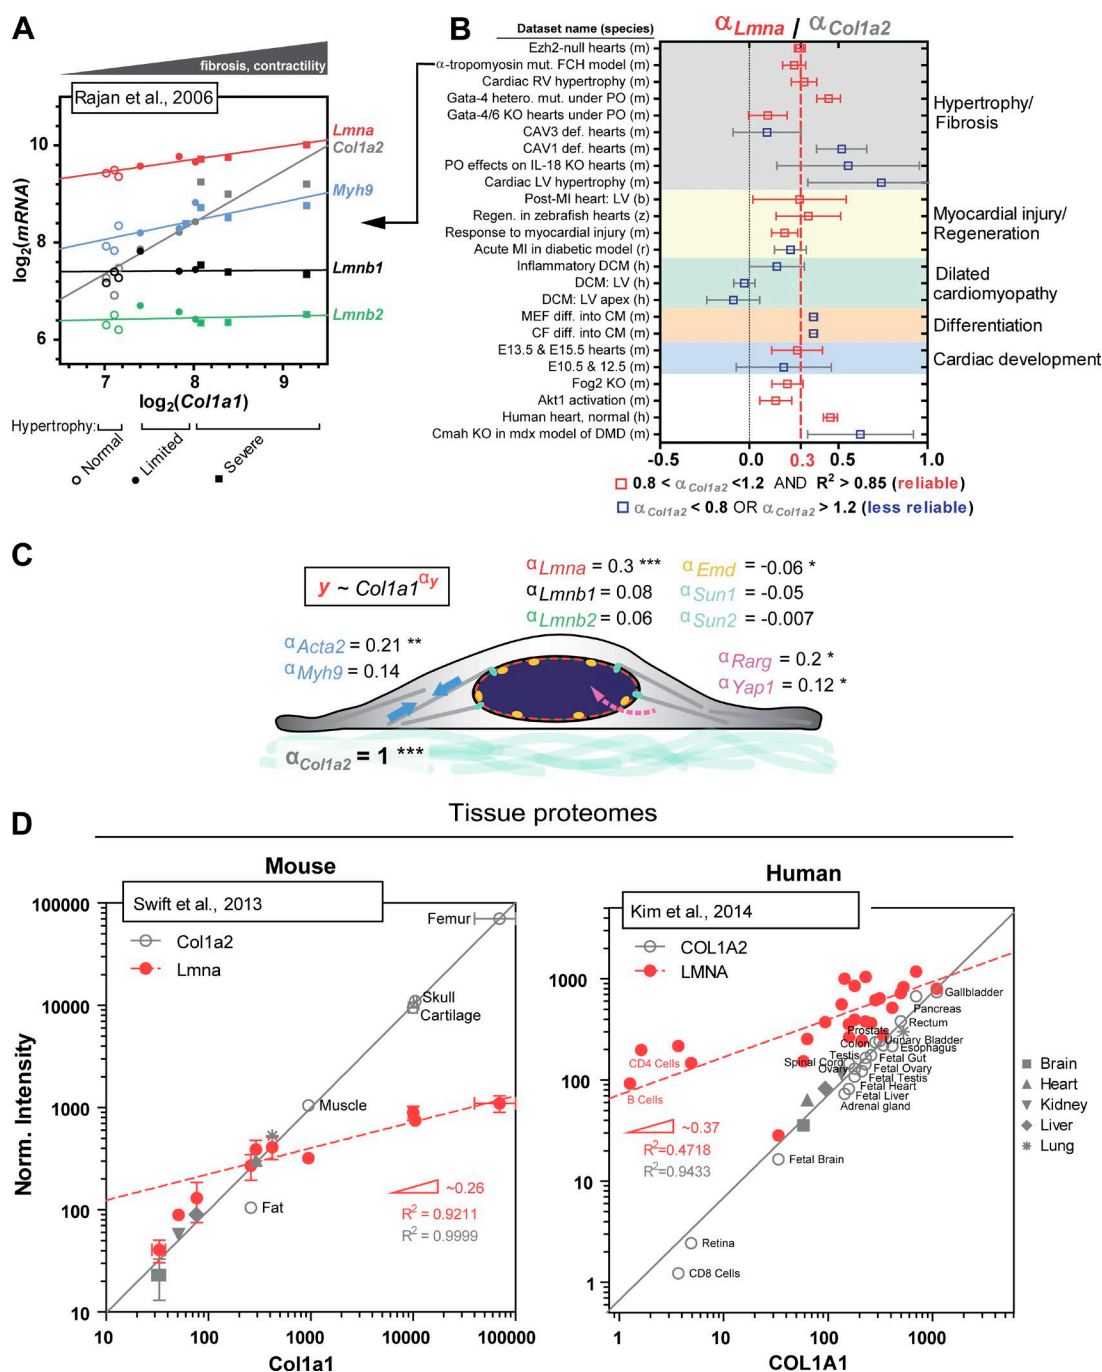 A
fibrosis, contractility
Rajan et al., 2006
log2(mRNA)
10
8
6
Lmna
Col1a2
Myh9
Lmnb1
Lmnb2
7
8
9
log2(Col1a1)
Hypertrophy:
Normal
Limited
Severe
B
Dataset name (species)
αLmna / αCol1a2
Ezh2-null hearts (m)
α-tropomyosin mut. FCH model (m)
Cardiac RV hypertrophy (m)
Gata-4 hetero. mut. under PO (m)
Gata-4/6 KO hearts under PO (m)
CAV3 def. hearts (m)
CAV1 def. hearts (m)
PO effects on IL-18 KO hearts (m)
Cardiac LV hypertrophy (m)
Post-MI heart: LV (b)
Regen. in zebrafish hearts (z)
Response to myocardial injury (m)
Acute MI in diabetic model (r)
Inflammatory DCM (h)
DCM: LV (h)
DCM: LV apex (h)
MEF diff. into CM (m)
CF diff. into CM (m)
E13.5 & E15.5 hearts (m)
E10.5 & 12.5 (m)
Fog2 KO (m)
Akt1 activation (m)
Human heart, normal (h)
Cmah KO in mdx model of DMD (m)
Hypertrophy/
Fibrosis
Myocardial injury/
Regeneration
Dilated
cardiomyopathy
Differentiation
Cardiac development
-0.5
0.0
0.3
0.5
1.0
0.8 < αCol1a2 <1.2 AND R² > 0.85 (reliable)
αCol1a2 < 0.8 OR αCol1a2 > 1.2 (less reliable)
C
y ~ Col1a1^αy
αLmna = 0.3 ***
αLmnb1 = 0.08
αLmnb2 = 0.06
αEmd = -0.06 *
αSun1 = -0.05
αSun2 = -0.007
αActa2 = 0.21 **
αMyh9 = 0.14
αRarg = 0.2 *
αYap1 = 0.12 *
αCol1a2 = 1 ***
D
Tissue proteomes
Mouse
Swift et al., 2013
Col1a2
Lmna
Norm. Intensity
100000
10000
1000
100
10
Femur
Skull
Cartilage
Muscle
Fat
~0.26
R² = 0.9211
R² = 0.9999
10
100
1000
10000
100000
Col1a1
Human
Kim et al., 2014
COL1A2
LMNA
1000
100
10
1
Gallbladder
Pancreas
Rectum
Prostate
Urinary Bladder
Colon
Esophagus
Testis
Fetal Gut
Spinal Cord
Ovary
Fetal Ovary
Fetal Testis
Fetal Heart
Fetal Liver
Adrenal gland
CD4 Cells
B Cells
~0.37
R²=0.4718
R²=0.9433
Fetal Brain
Retina
CD8 Cells
1
10
100
1000
COL1A1
Brain
Heart
Kidney
Liver
Lung